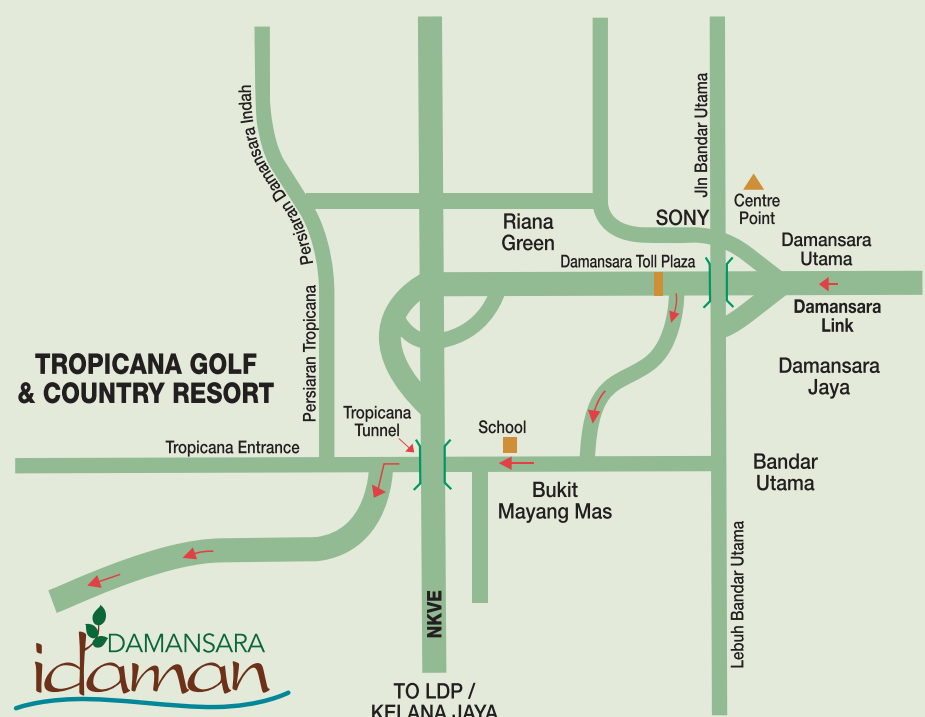 Persiaran Damansara Indah
Jln Bandar Utama
Centre
Point
SONY
Riana
Green
Damansara
Utama
Damansara Toll Plaza
Damansara
Link
Persiaran Tropicana
TROPICANA GOLF
& COUNTRY RESORT
Damansara
Jaya
Tropicana
Tunnel
School
Tropicana Entrance
Bandar
Utama
Bukit
Mayang Mas
Lebuh Bandar Utama
NKVE
DAMANSARA
idaman
TO LDP /
KELANA JAYA